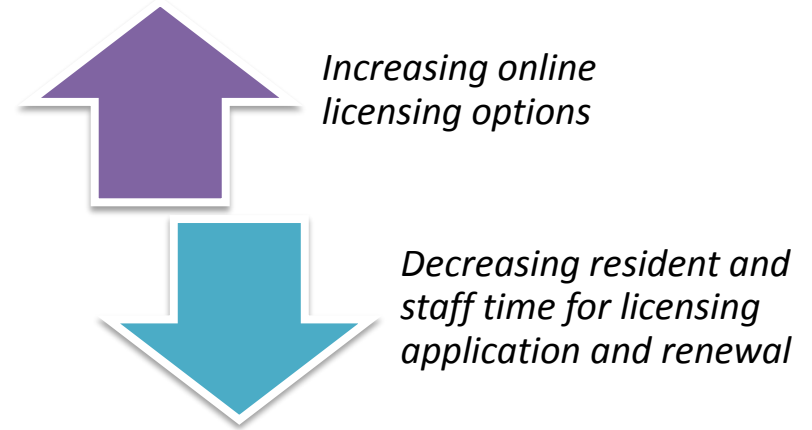 Increasing online
licensing options
Decreasing resident and
staff time for licensing
application and renewal